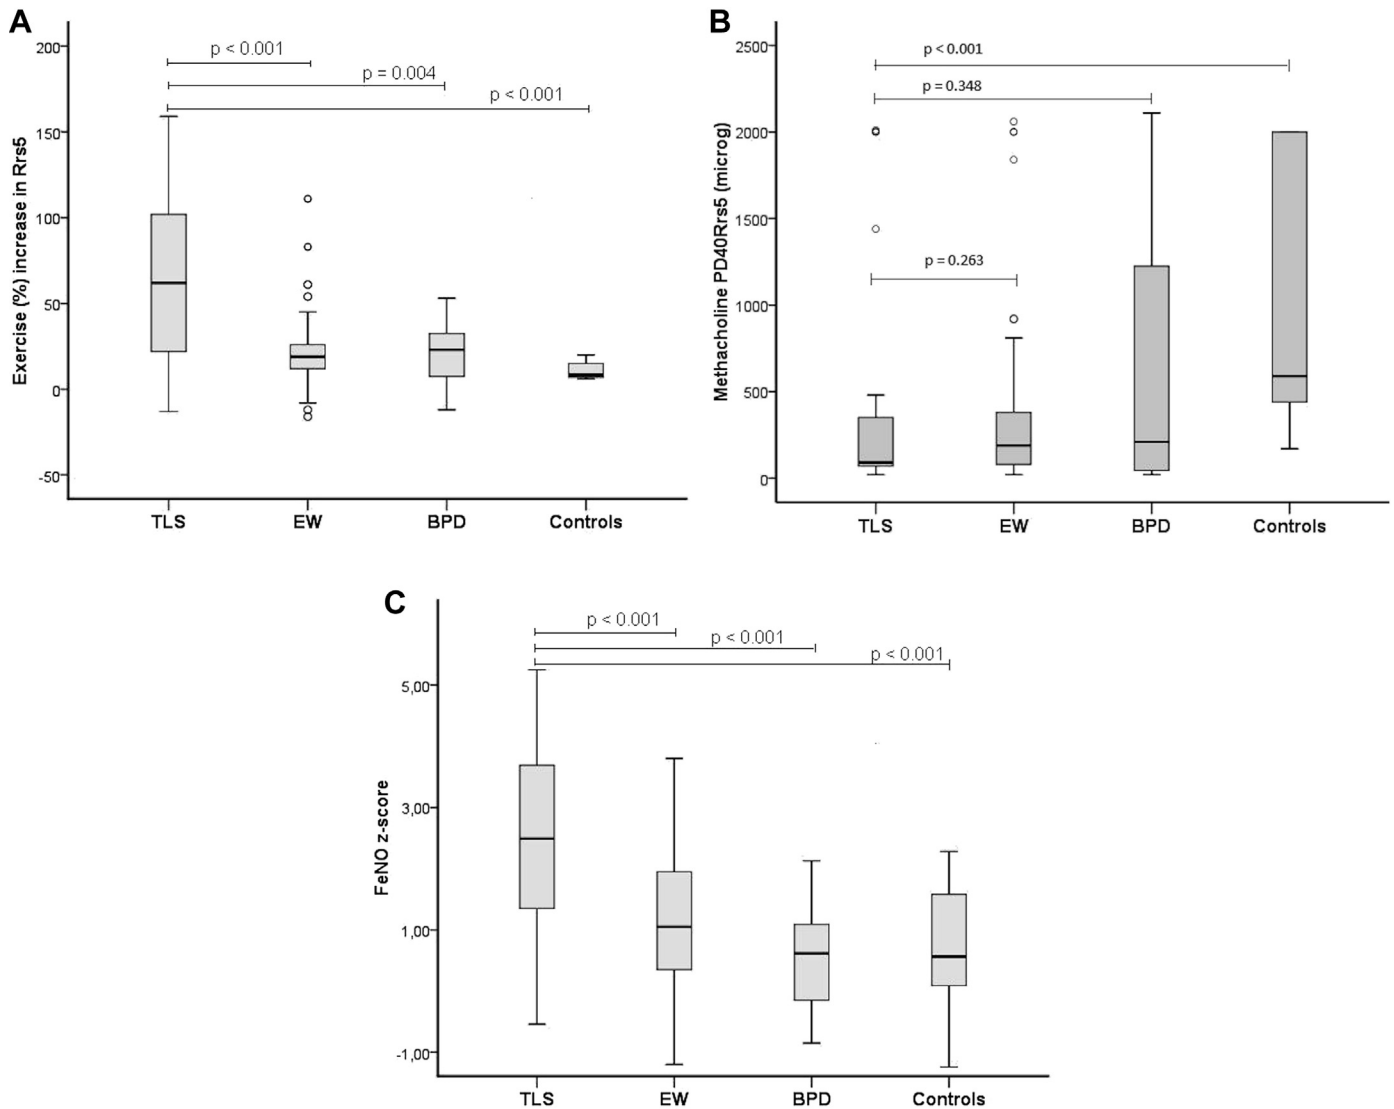 A
Exercise (%) increase in Rrs5
200
150
100
50
0
-50
p < 0.001
p = 0.004
p < 0.001
TLS EW BPD Controls
B
Methacholine PD40Rrs5 (microg)
2500
2000
1500
1000
500
0
p < 0.001
p = 0.348
p = 0.263
TLS EW BPD Controls
C
FeNO z-score
5,00
3,00
1,00
-1,00
p < 0.001
p < 0.001
p < 0.001
TLS EW BPD Controls